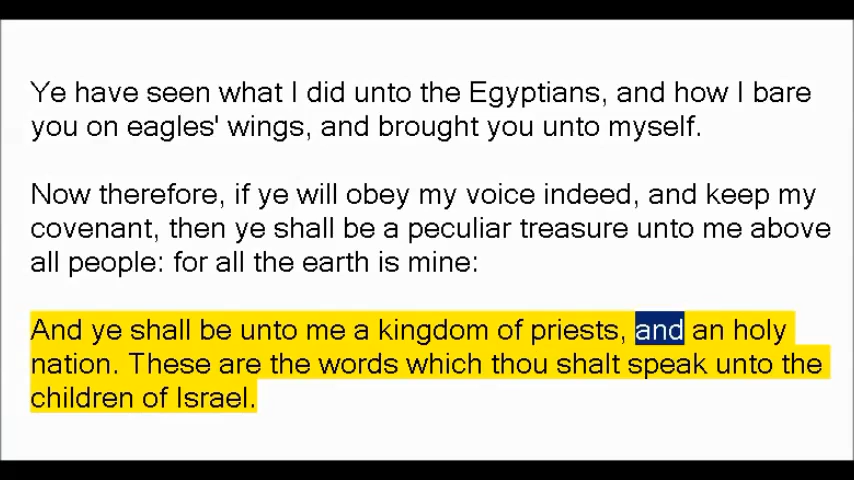 Ye have seen what I did unto the Egyptians, and how I bare
you on eagles' wings, and brought you unto myself.
Now therefore, if ye will obey my voice indeed, and keep my
covenant, then ye shall be a peculiar treasure unto me above
all people: for all the earth is mine:
And ye shall be unto me a kingdom of priests, and an holy
nation. These are the words which thou shalt speak unto the
children of Israel.